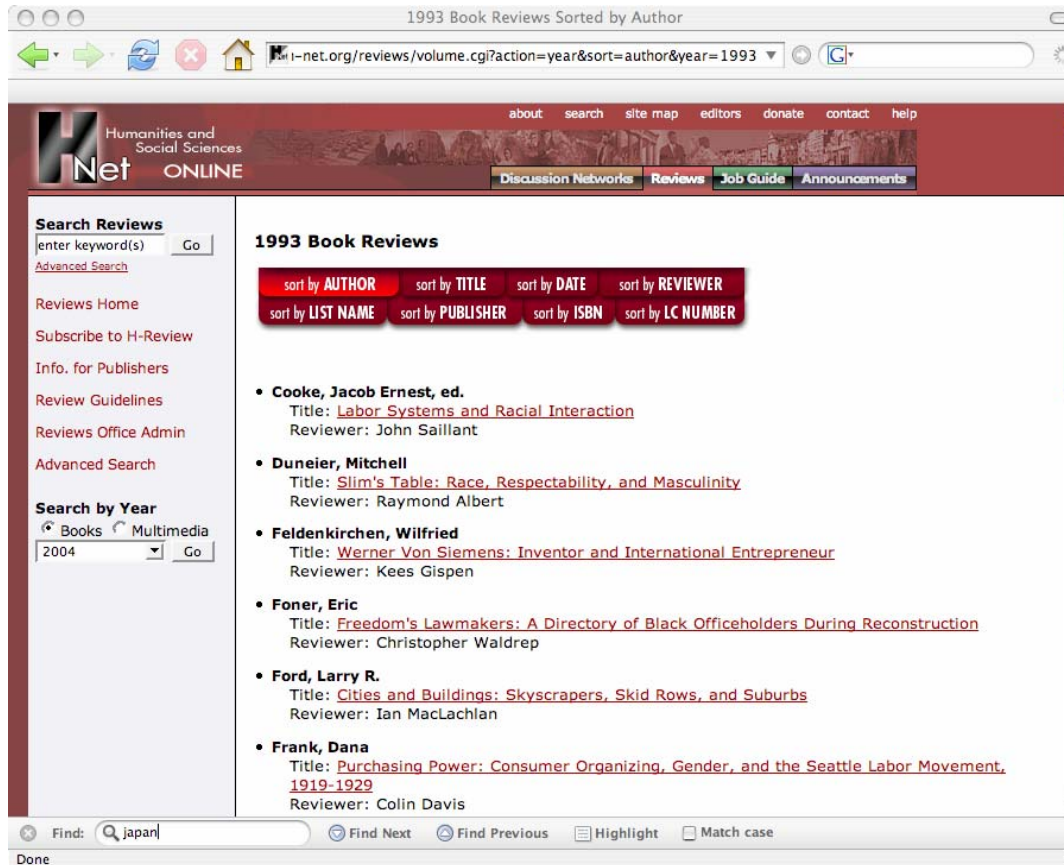 1993 Book Reviews Sorted by Author
-net.org/reviews/volume.cgi?action=year&sort=author&year=1993
G
about search site map editors donate contact help
H
Net
Humanities and
Social Sciences
ONLINE
Discussion Networks Reviews Job Guide Announcements
Search Reviews
enter keyword(s) Go
Advanced Search
Reviews Home
Subscribe to H-Review
Info. for Publishers
Review Guidelines
Reviews Office Admin
Advanced Search
Search by Year
Books Multimedia
2004 Go
1993 Book Reviews
sort by AUTHOR sort by TITLE sort by DATE sort by REVIEWER
sort by LIST NAME sort by PUBLISHER sort by ISBN sort by LC NUMBER
• Cooke, Jacob Ernest, ed.
Title: Labor Systems and Racial Interaction
Reviewer: John Saillant
• Duneier, Mitchell
Title: Slim's Table: Race, Respectability, and Masculinity
Reviewer: Raymond Albert
• Feldenkirchen, Wilfried
Title: Werner Von Siemens: Inventor and International Entrepreneur
Reviewer: Kees Gispen
• Foner, Eric
Title: Freedom's Lawmakers: A Directory of Black Officeholders During Reconstruction
Reviewer: Christopher Waldrep
• Ford, Larry R.
Title: Cities and Buildings: Skyscrapers, Skid Rows, and Suburbs
Reviewer: Ian MacLachlan
• Frank, Dana
Title: Purchasing Power: Consumer Organizing, Gender, and the Seattle Labor Movement,
1919-1929
Reviewer: Colin Davis
Find: japan Find Next Find Previous Highlight Match case
Done